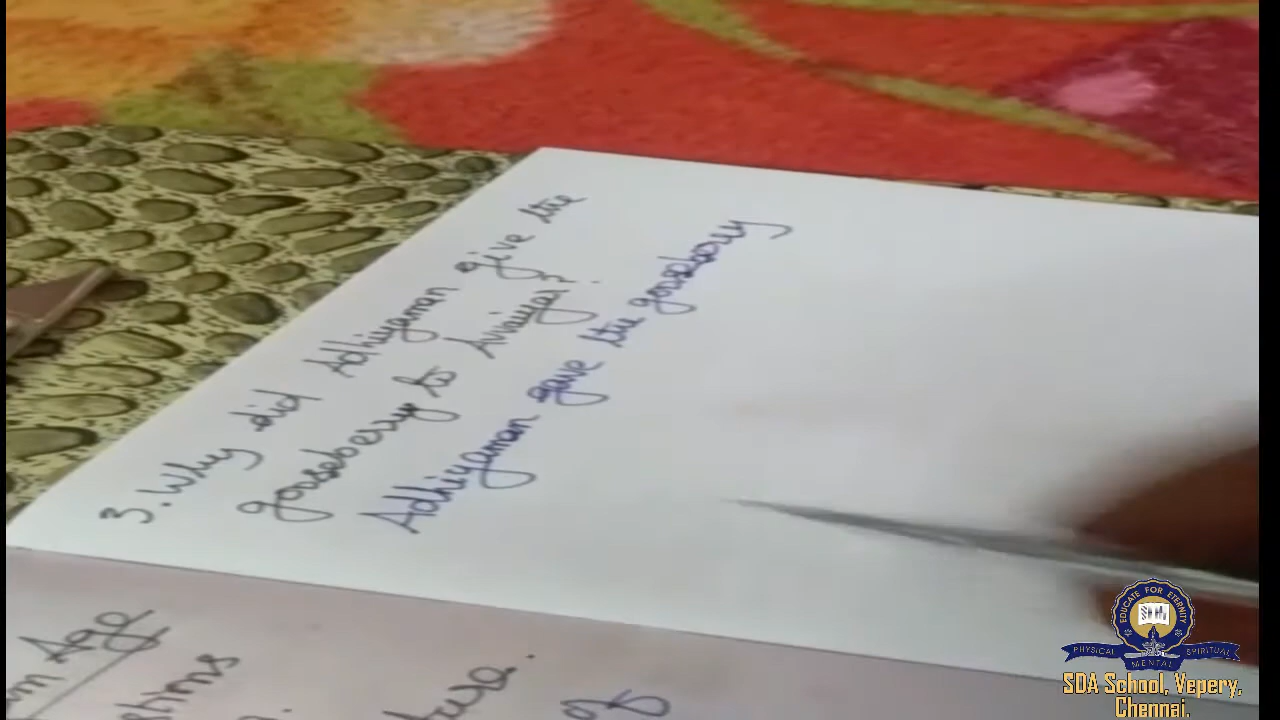 3. Why did Adhiyaman give the
gooseberry to Avvaiyar?
Adhiyaman gave the gooseberry
Age
EDUCATE FOR ETERNITY
PHYSICAL MENTAL SPIRITUAL
SDA School, Vepery,
Chennai.